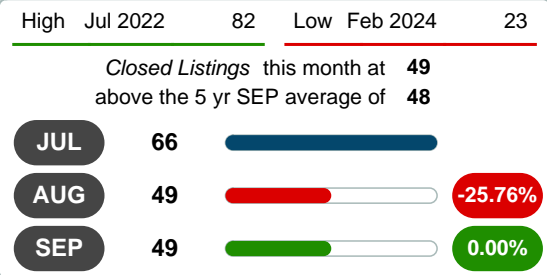 High Jul 2022 82 Low Feb 2024 23
Closed Listings this month at 49
above the 5 yr SEP average of 48
JUL 66
AUG 49 -25.76%
SEP 49 0.00%